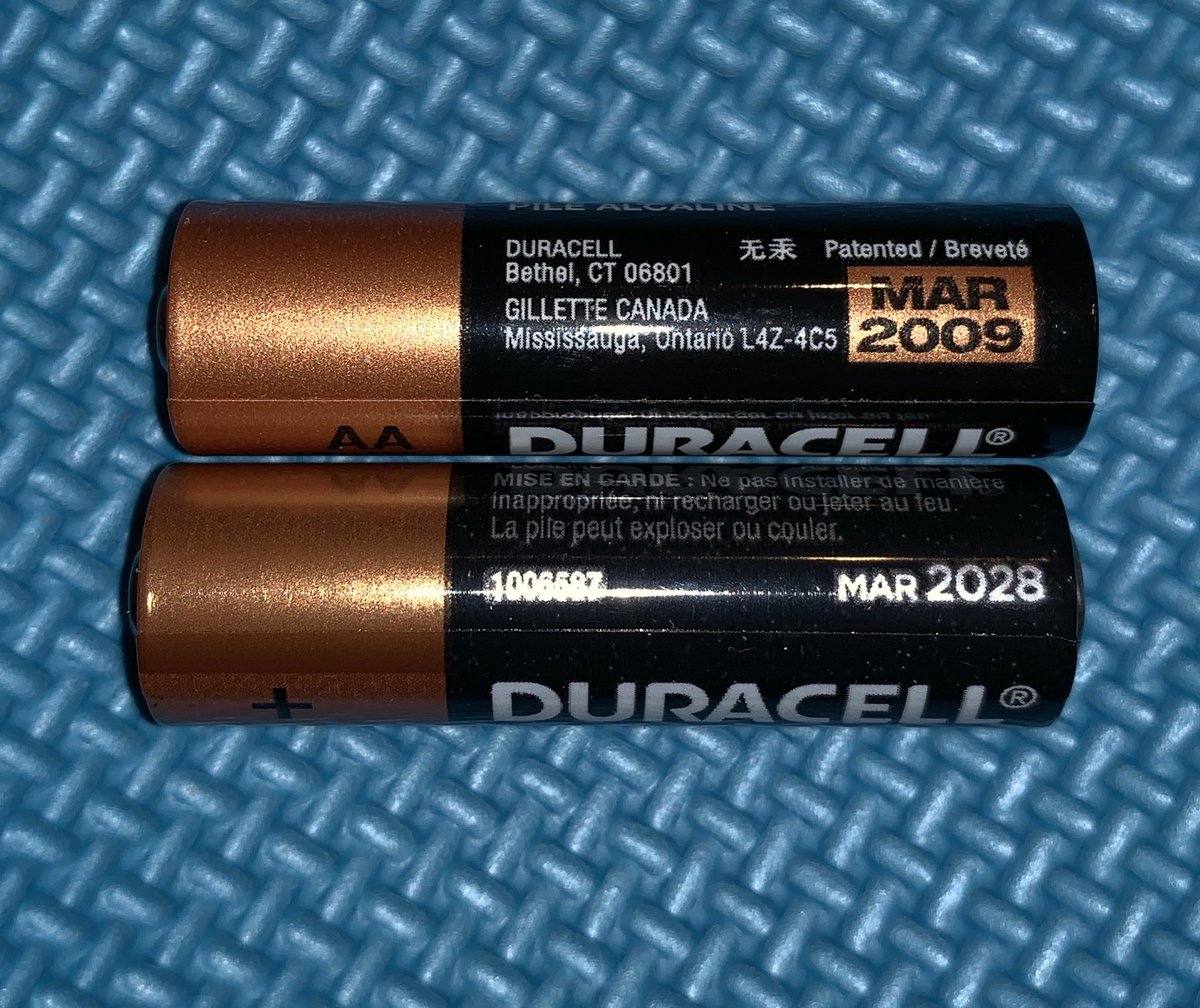 PILE ALCALINE
DURACELL
Bethel, CT 06801
GILLETTE CANADA
Mississauga, Ontario L4Z-4C5
无汞 Patented / Breveté
MAR
2009
AA
DURACELL®
MISE EN GARDE : Ne pas installer de manière
inappropriée, ni recharger ou jeter au feu.
La pile peut exploser ou couler.
MAR 2028
+
DURACELL®